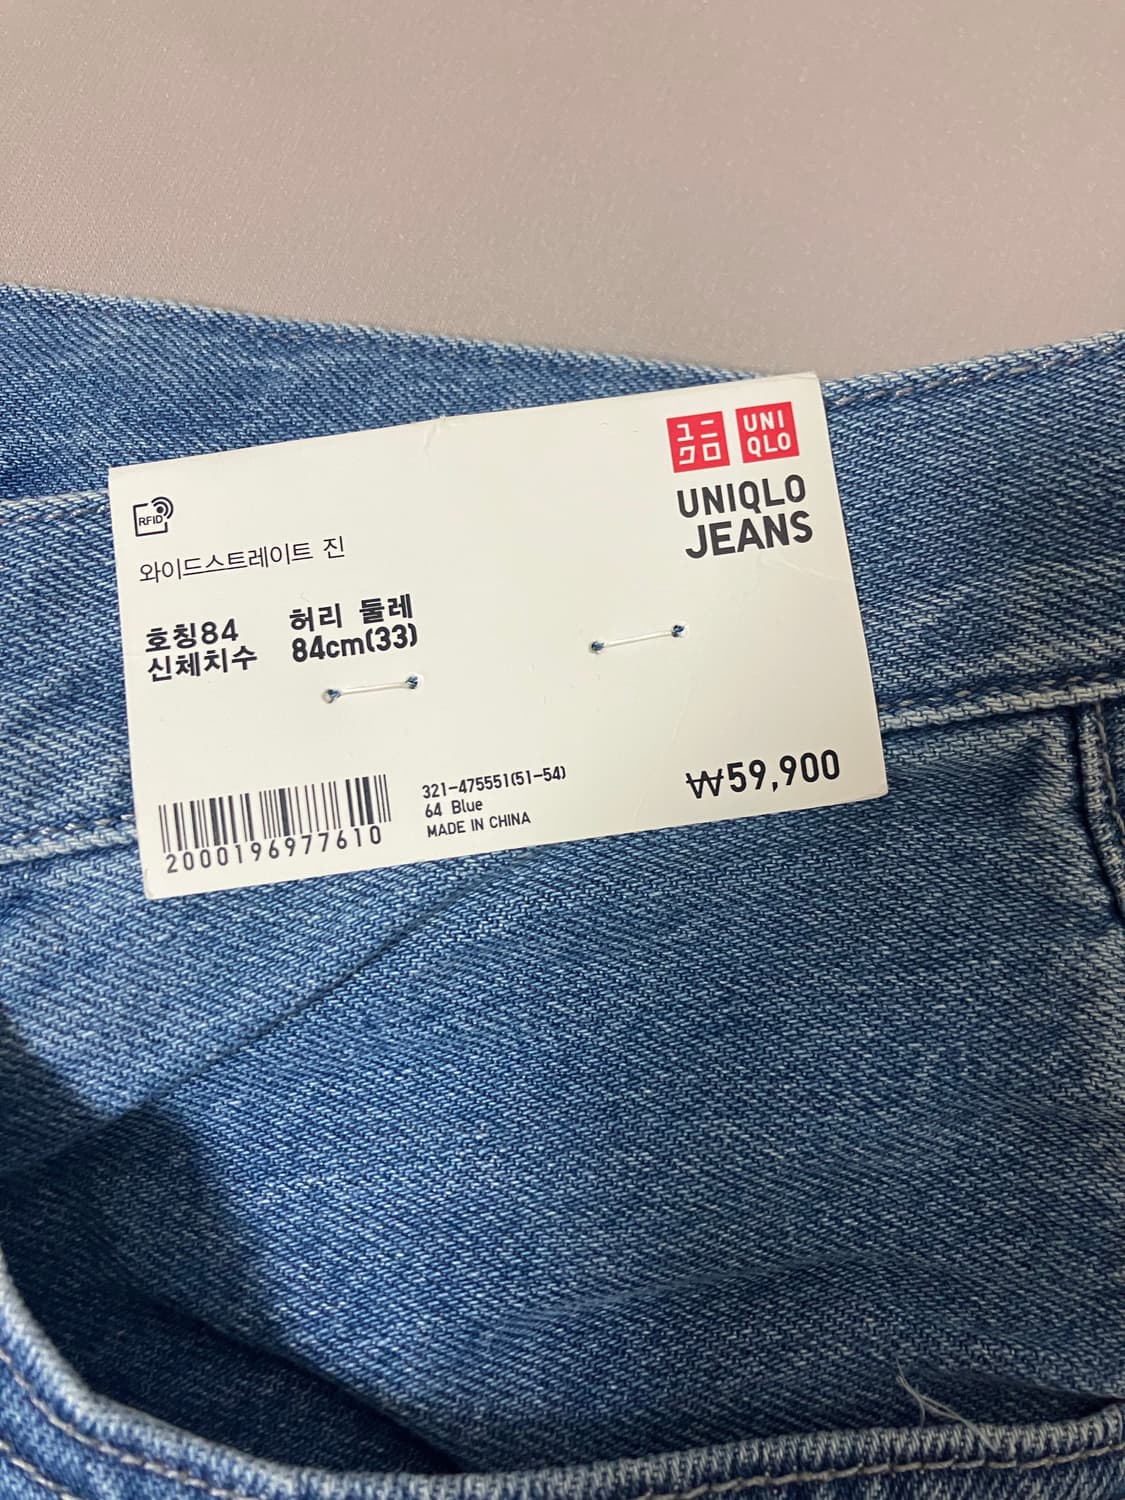 ユニ
クロ
UNI
QLO
UNIQLO
JEANS
RFID
와이드스트레이트 진
호칭84
신체치수
허리 둘레
84cm(33)
321-475551(51-54)
64 Blue
MADE IN CHINA
₩59,900
2000196977610